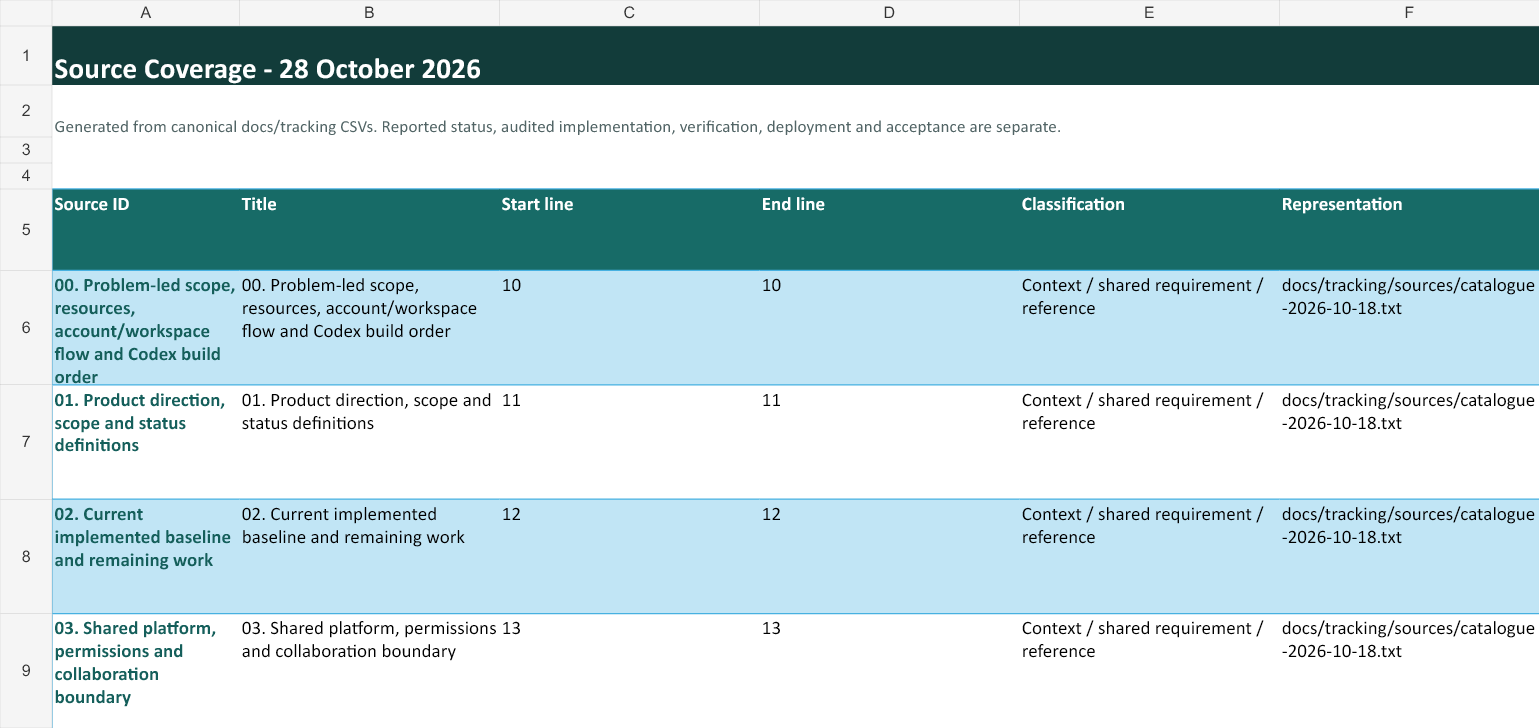 A B C D E F
1 Source Coverage - 28 October 2026
2 Generated from canonical docs/tracking CSVs. Reported status, audited implementation, verification, deployment and acceptance are separate.
3
4
5 Source ID Title Start line End line Classification Representation
6
00. Problem-led scope,
resources,
account/workspace
flow and Codex build
order
00. Problem-led scope,
resources, account/workspace
flow and Codex build order
10
10
Context / shared requirement /
reference
docs/tracking/sources/catalogue
-2026-10-18.txt
7
01. Product direction,
scope and status
definitions
01. Product direction, scope and
status definitions
11
11
Context / shared requirement /
reference
docs/tracking/sources/catalogue
-2026-10-18.txt
8
02. Current
implemented baseline
and remaining work
02. Current implemented
baseline and remaining work
12
12
Context / shared requirement /
reference
docs/tracking/sources/catalogue
-2026-10-18.txt
9
03. Shared platform,
permissions and
collaboration
boundary
03. Shared platform, permissions
and collaboration boundary
13
13
Context / shared requirement /
reference
docs/tracking/sources/catalogue
-2026-10-18.txt